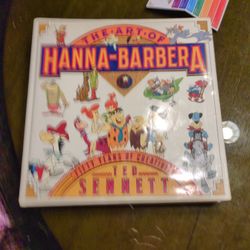 THE ART OF
HANNA-BARBERA
FIFTY YEARS OF CREATIVITY
TED
SENNETT